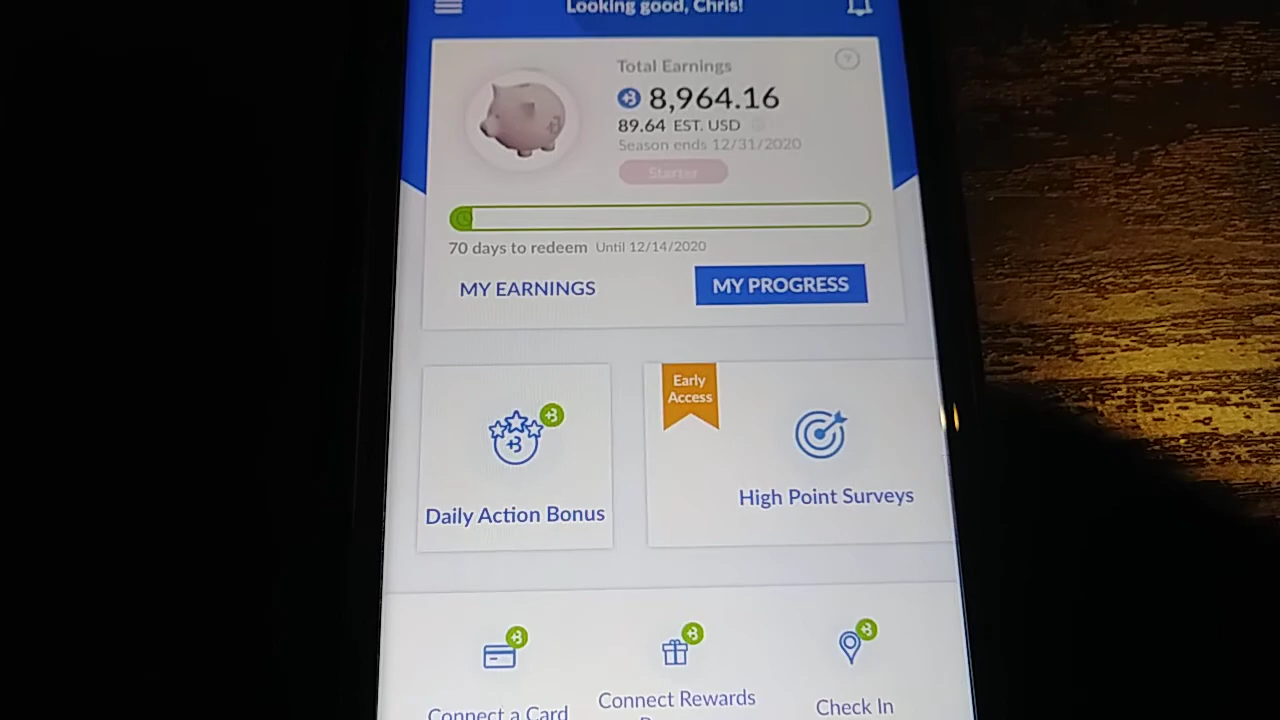 Looking good, Chris!
Total Earnings
8,964.16
89.64 EST. USD
Season ends 12/31/2020
Starter
70 days to redeem Until 12/14/2020
MY EARNINGS
MY PROGRESS
Early
Access
Daily Action Bonus
High Point Surveys
Connect a Card
Connect Rewards
Check In